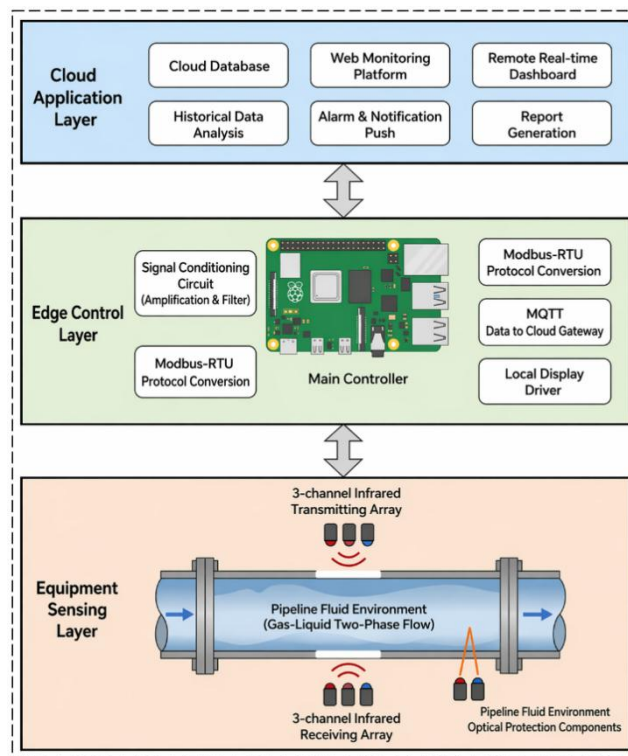 Cloud
Application
Layer
Cloud Database
Web Monitoring
Platform
Remote Real-time
Dashboard
Historical Data
Analysis
Alarm & Notification
Push
Report
Generation
Edge Control
Layer
Signal Conditioning
Circuit
(Amplification & Filter)
Modbus-RTU
Protocol Conversion
Main Controller
Modbus-RTU
Protocol Conversion
MQTT
Data to Cloud Gateway
Local Display
Driver
Equipment
Sensing
Layer
3-channel Infrared
Transmitting Array
Pipeline Fluid Environment
(Gas-Liquid Two-Phase Flow)
3-channel Infrared
Receiving Array
Pipeline Fluid Environment
Optical Protection Components